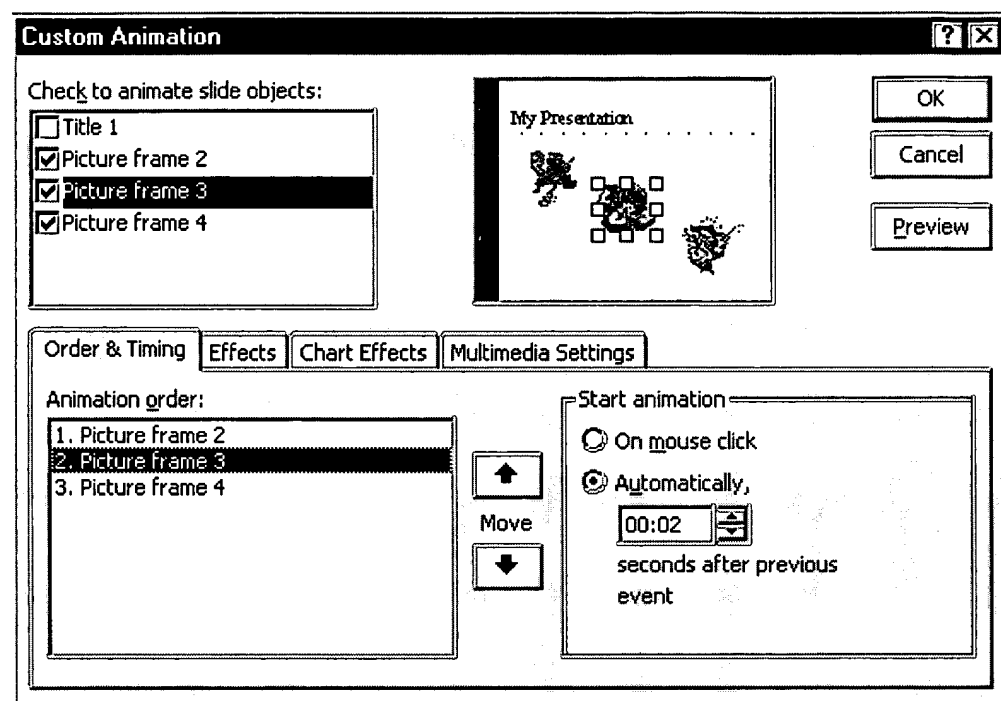 Custom Animation
Check to animate slide objects:
Title 1
Picture frame 2
Picture frame 3
Picture frame 4
My Presentation
OK
Cancel
Preview
Order & Timing
Effects
Chart Effects
Multimedia Settings
Animation order:
1. Picture frame 2
2. Picture frame 3
3. Picture frame 4
Move
Start animation
On mouse click
Automatically,
00:02
seconds after previous
event